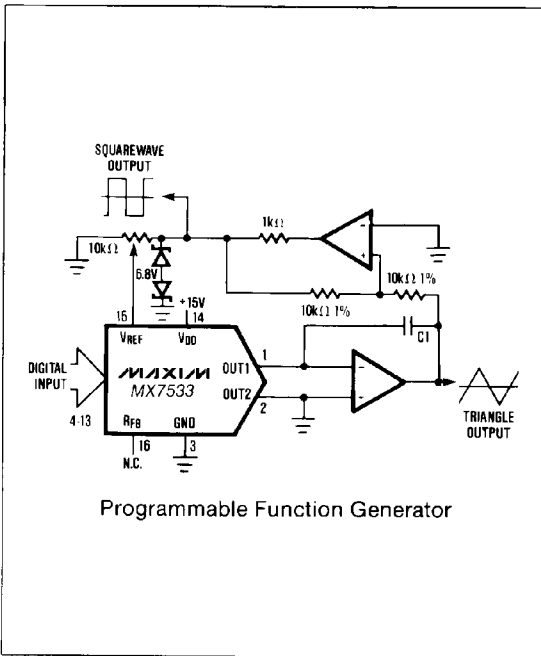 SQUAREWAVE
OUTPUT
1kΩ
−
+
10kΩ
6.8V
10kΩ 1%
10kΩ 1%
+15V
C1
15
14
VREF
VDD
1
OUT1
−
DIGITAL
INPUT
MAXIM
MX7533
OUT2
2
+
4-13
RFB
GND
16
3
N.C.
TRIANGLE
OUTPUT
Programmable Function Generator